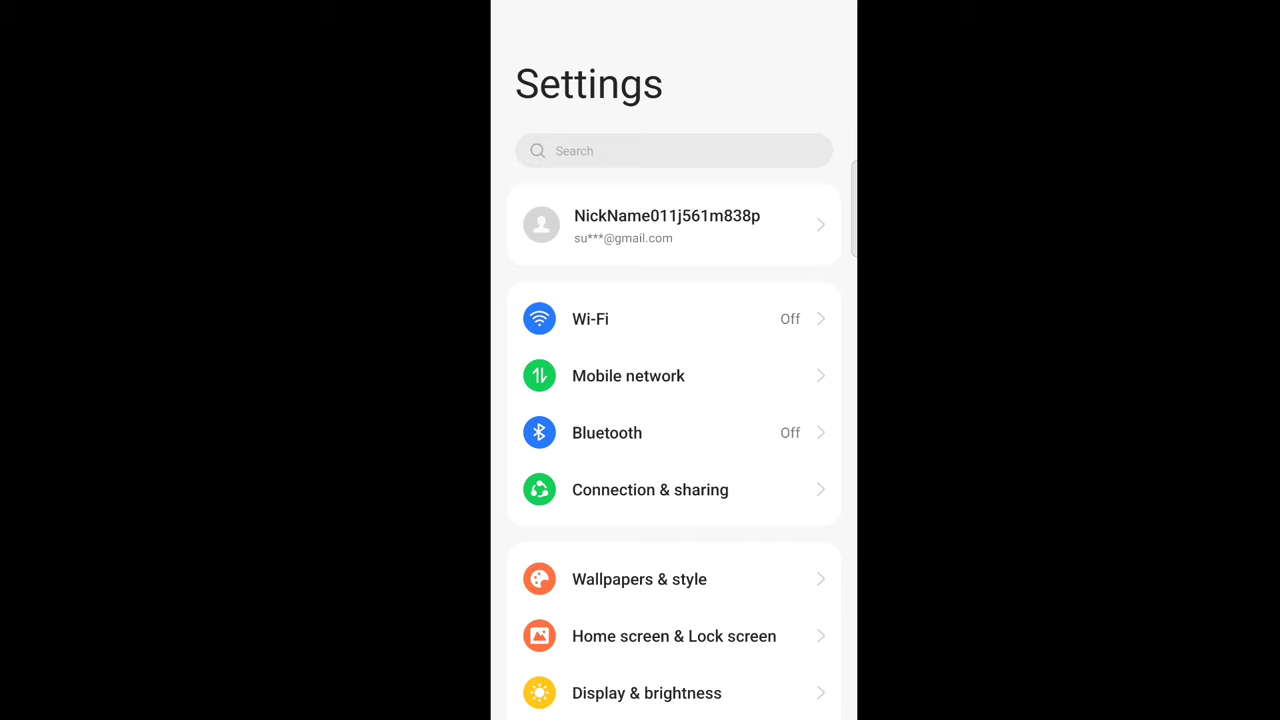 Settings
Search
NickName011j561m838p
su***@gmail.com
Wi-Fi Off
Mobile network
Bluetooth Off
Connection & sharing
Wallpapers & style
Home screen & Lock screen
Display & brightness